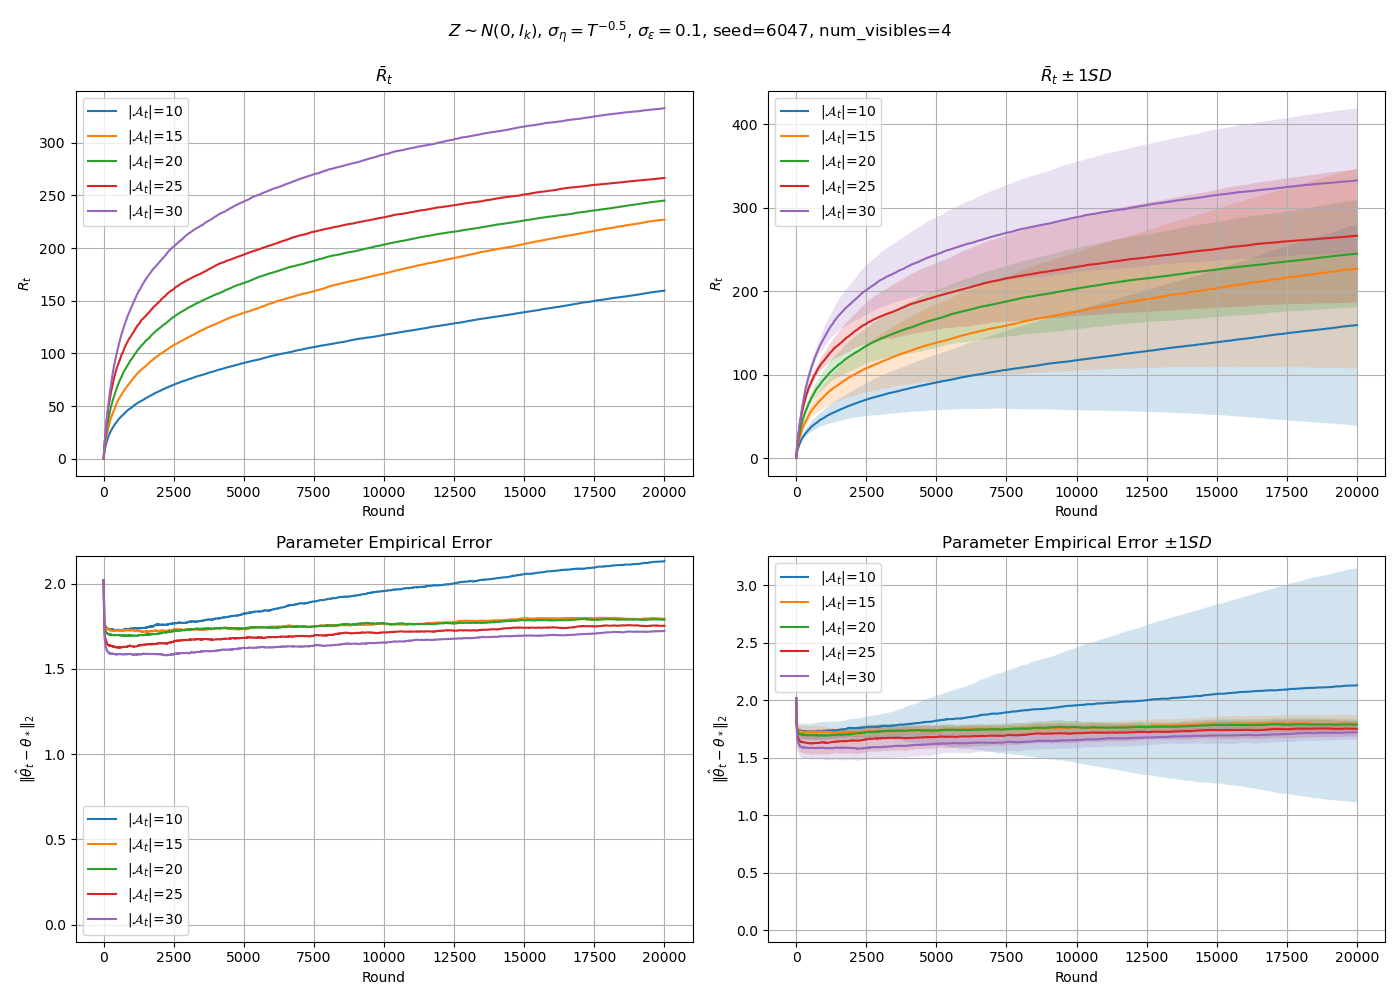 Z ∼ N(0, I_k), σ_η = T^{−0.5}, σ_ε = 0.1, seed=6047, num_visibles=4
R̄_t
R_t
300
250
200
150
100
50
0
|𝒜_t|=10
|𝒜_t|=15
|𝒜_t|=20
|𝒜_t|=25
|𝒜_t|=30
0 2500 5000 7500 10000 12500 15000 17500 20000
Round
R̄_t ± 1SD
R_t
400
300
200
100
0
|𝒜_t|=10
|𝒜_t|=15
|𝒜_t|=20
|𝒜_t|=25
|𝒜_t|=30
0 2500 5000 7500 10000 12500 15000 17500 20000
Round
Parameter Empirical Error
‖θ̂_t − θ_*‖_2
2.0
1.5
1.0
0.5
0.0
|𝒜_t|=10
|𝒜_t|=15
|𝒜_t|=20
|𝒜_t|=25
|𝒜_t|=30
0 2500 5000 7500 10000 12500 15000 17500 20000
Round
Parameter Empirical Error ±1SD
‖θ̂_t − θ_*‖_2
3.0
2.5
2.0
1.5
1.0
0.5
0.0
|𝒜_t|=10
|𝒜_t|=15
|𝒜_t|=20
|𝒜_t|=25
|𝒜_t|=30
0 2500 5000 7500 10000 12500 15000 17500 20000
Round